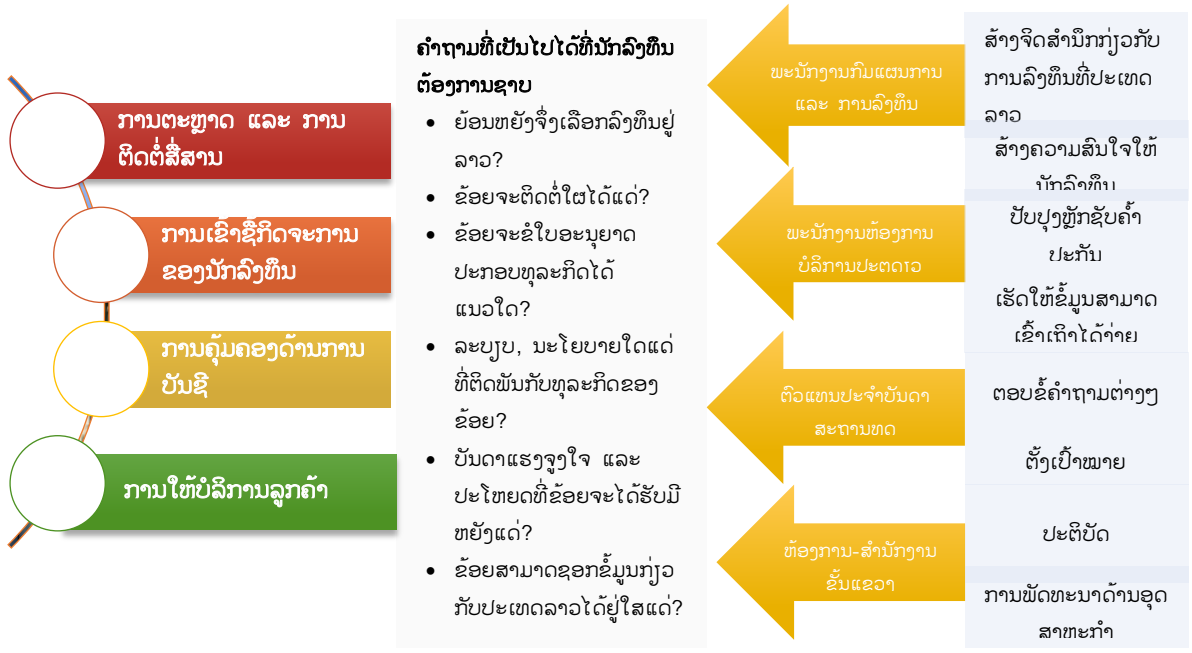 ການຕະຫຼາດ ແລະ ການ
ຕິດຕໍ່ສື່ສານ
ການເຂົ້າຊື້ກິດຈະການ
ຂອງນັກລົງທຶນ
ການຄຸ້ມຄອງດ້ານການ
ບັນຊີ
ການໃຫ້ບໍລິການລູກຄ້າ
ຄຳຖາມທີ່ເປັນໄປໄດ້ທີ່ນັກລົງທຶນ
ຕ້ອງການຊາບ
• ຍ້ອນຫຍັງຈຶ່ງເລືອກລົງທຶນຢູ່
ລາວ?
• ຂ້ອຍຈະຕິດຕໍ່ໃຜໄດ້ແດ່?
• ຂ້ອຍຈະຂໍໃບອະນຸຍາດ
ປະກອບທຸລະກິດໄດ້
ແນວໃດ?
• ລະບຽບ, ນະໂຍບາຍໃດແດ່
ທີ່ຕິດພັນກັບທຸລະກິດຂອງ
ຂ້ອຍ?
• ບັນດາແຮງຈູງໃຈ ແລະ
ປະໂຫຍດທີ່ຂ້ອຍຈະໄດ້ຮັບມີ
ຫຍັງແດ່?
• ຂ້ອຍສາມາດຊອກຂໍ້ມູນກ່ຽວ
ກັບປະເທດລາວໄດ້ຢູ່ໃສແດ່?
ພະນັກງານກົມແຜນການ
ແລະ ການລົງທຶນ
ພະນັກງານຫ້ອງການ
ບໍລິການປະຕູດຽວ
ຕົວແທນປະຈຳບັນດາ
ສະຖານທູດ
ຫ້ອງການ-ສຳນັກງານ
ຂັ້ນແຂວາ
ສ້າງຈິດສຳນຶກກ່ຽວກັບ
ການລົງທຶນທີ່ປະເທດ
ລາວ
ສ້າງຄວາມສົນໃຈໃຫ້
ນັກລົງທຶນ
ປັບປຸງຫຼັກຊັບຄ້ຳ
ປະກັນ
ເຮັດໃຫ້ຂໍ້ມູນສາມາດ
ເຂົ້າເຖິງໄດ້ງ່າຍ
ຕອບຂໍ້ຄຳຖາມຕ່າງໆ
ຕັ້ງເປົ້າໝາຍ
ປະຕິບັດ
ການພັດທະນາດ້ານອຸດ
ສາຫະກຳ